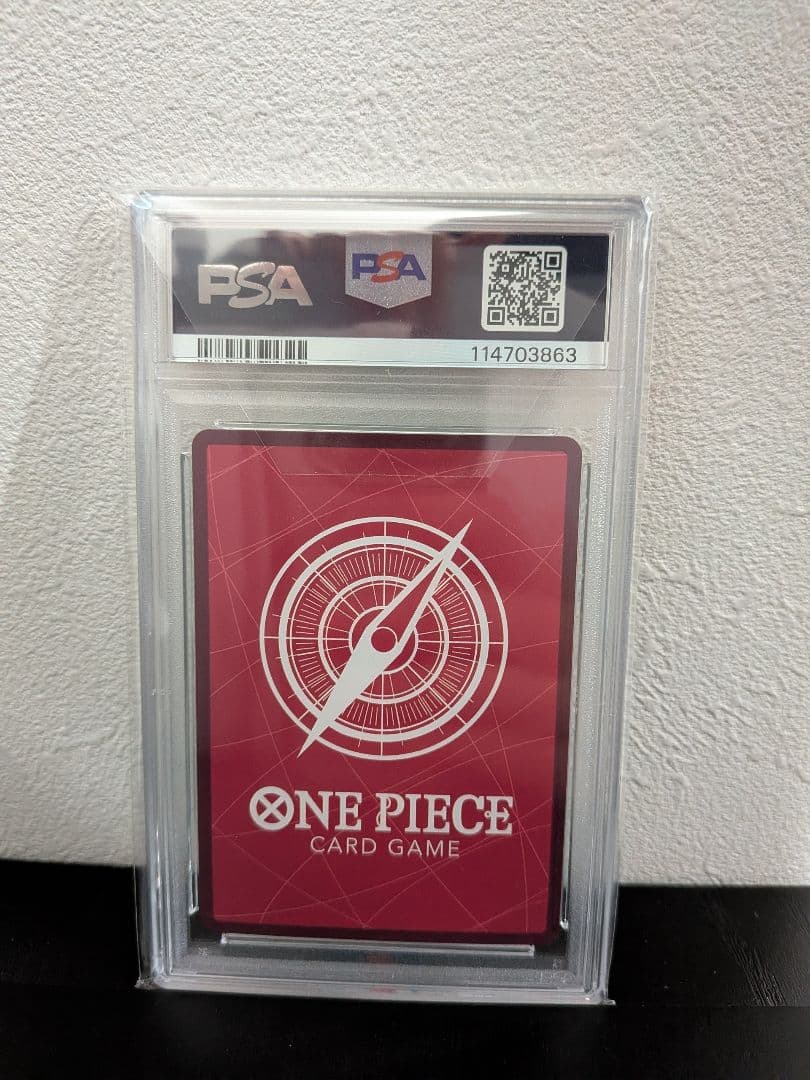 PSA
PSA
114703863
ONE PIECE
CARD GAME